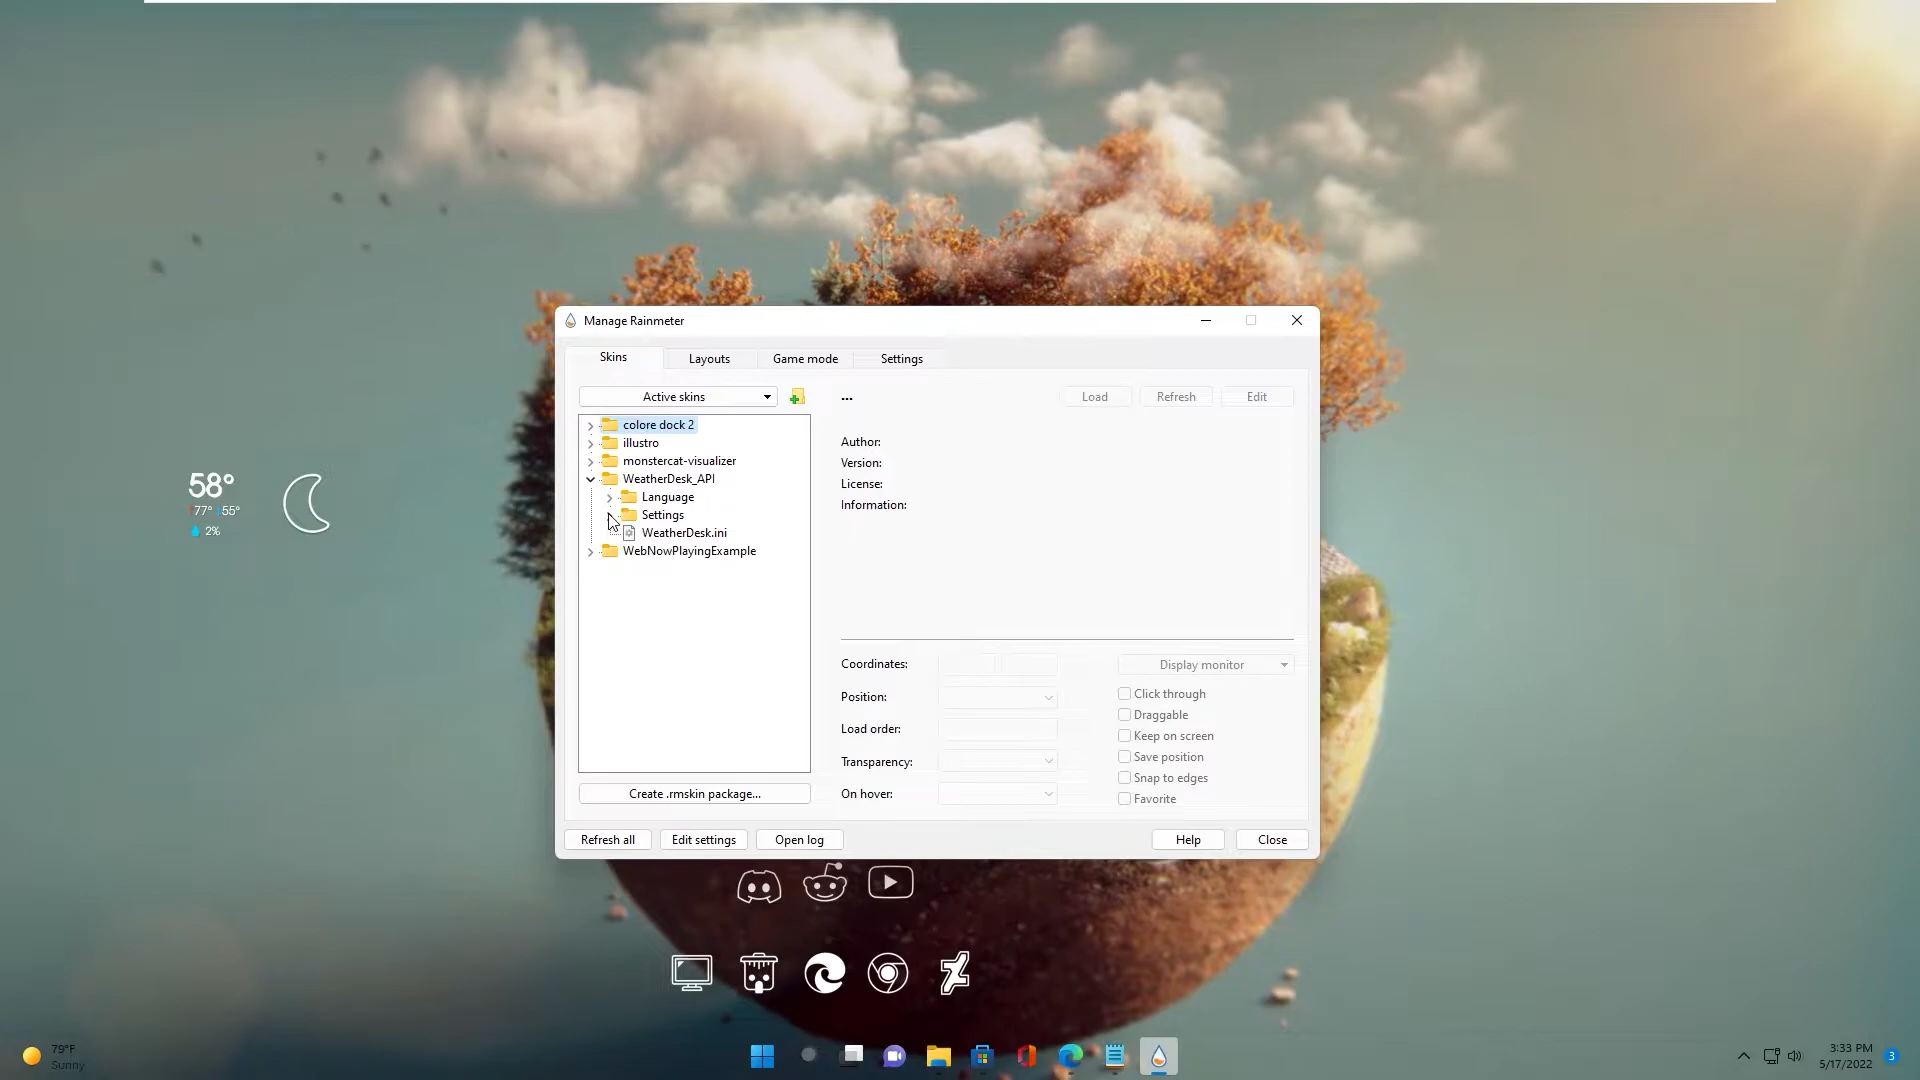 Manage Rainmeter
Skins
Layouts
Game mode
Settings
Active skins
...
Load
Refresh
Edit
colore dock 2
illustro
monstercat-visualizer
WeatherDesk_API
Language
Settings
WeatherDesk.ini
WebNowPlayingExample
Author:
Version:
License:
Information:
58°
↑77° ↓55°
2%
Coordinates:
Display monitor
Position:
Click through
Draggable
Load order:
Keep on screen
Transparency:
Save position
Snap to edges
On hover:
Favorite
Create .rmskin package...
Refresh all
Edit settings
Open log
Help
Close
79°F
Sunny
3:33 PM
5/17/2022
3